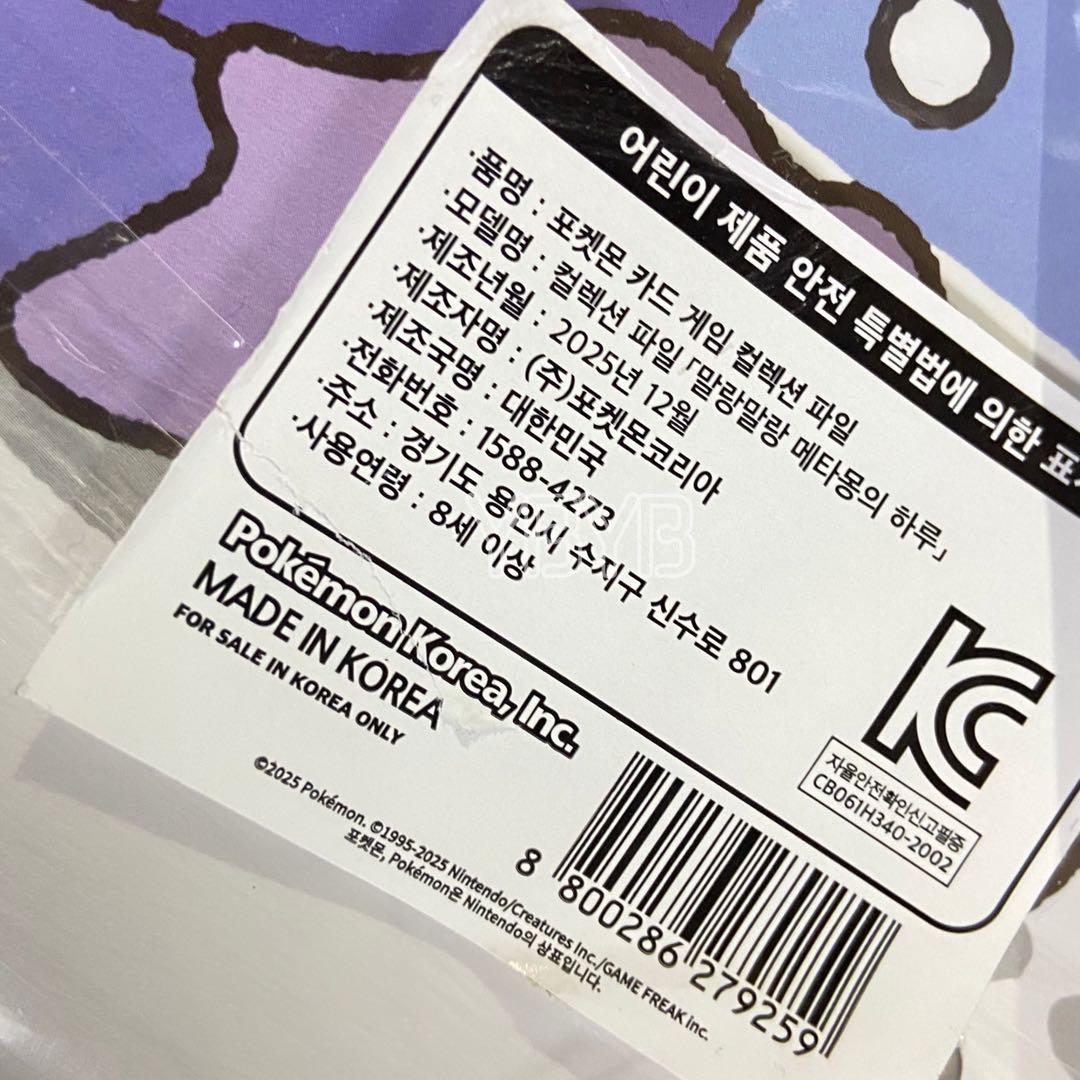 어린이 제품 안전 특별법에 의한 표
·품명 : 포켓몬 카드 게임 컬렉션 파일
·모델명 : 컬렉션 파일 「말랑말랑 메타몽의 하루」
·제조년월 : 2025년 12월
·제조자명 : (주)포켓몬코리아
·제조국명 : 대한민국
·전화번호 : 1588-4273
·주소 : 경기도 용인시 수지구 신수로 801
·사용연령 : 8세 이상
Pokémon Korea, Inc.
MADE IN KOREA
FOR SALE IN KOREA ONLY
KC
자율안전확인신고필증
CB061H340-2002
©2025 Pokémon. ©1995-2025 Nintendo/Creatures Inc./GAME FREAK inc.
포켓몬, Pokémon은 Nintendo의 상표입니다.
8 800286 279259